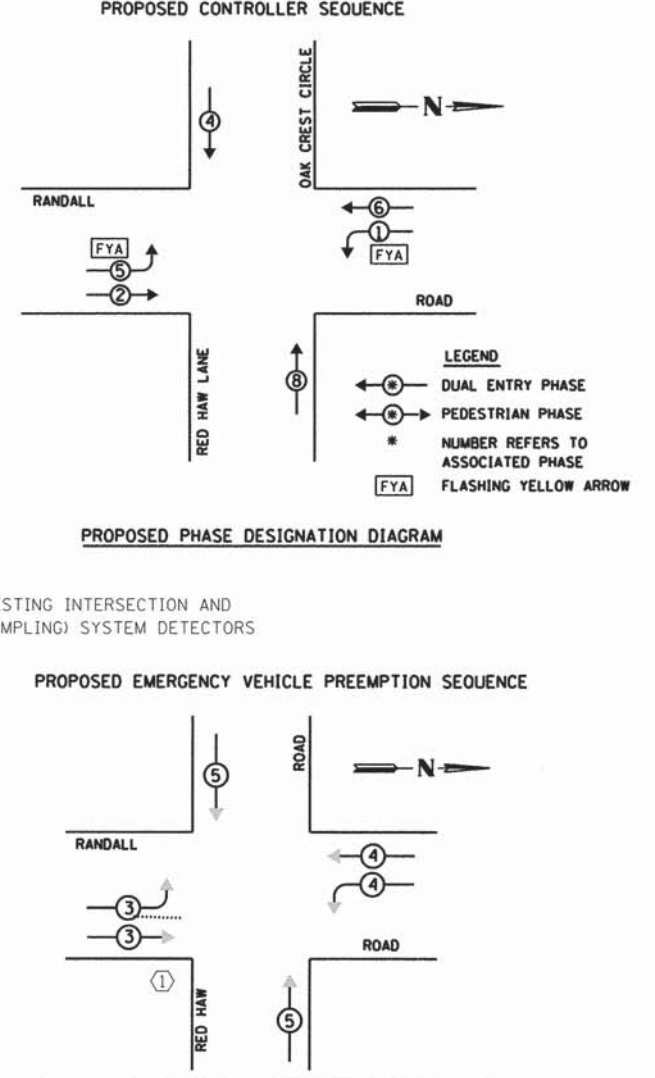 PROPOSED CONTROLLER SEQUENCE
OAK CREST CIRCLE
N
4
RANDALL
6
1
FYA
FYA
5
2
ROAD
RED HAW LANE
8
LEGEND
* DUAL ENTRY PHASE
* PEDESTRIAN PHASE
* NUMBER REFERS TO
ASSOCIATED PHASE
FYA FLASHING YELLOW ARROW
PROPOSED PHASE DESIGNATION DIAGRAM
STING INTERSECTION AND
MPLING) SYSTEM DETECTORS
PROPOSED EMERGENCY VEHICLE PREEMPTION SEQUENCE
ROAD
N
5
RANDALL
4
4
3
3
ROAD
1
RED HAW
5